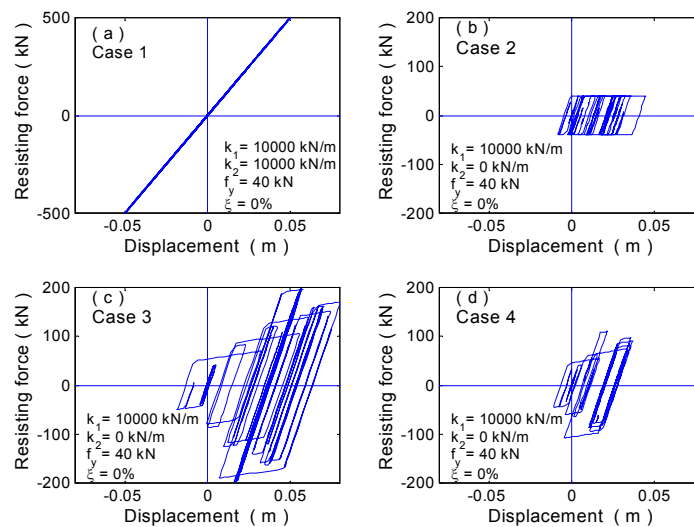 ( a )
Case 1
500
0
-500
Resisting force ( kN )
k1= 10000 kN/m
k2= 10000 kN/m
fy= 40 kN
ξ = 0%
-0.05 0 0.05
Displacement ( m )
( b )
Case 2
200
100
0
-100
-200
Resisting force ( kN )
k1= 10000 kN/m
k2= 0 kN/m
fy= 40 kN
ξ = 0%
-0.05 0 0.05
Displacement ( m )
( c )
Case 3
200
100
0
-100
-200
Resisting force ( kN )
k1= 10000 kN/m
k2= 0 kN/m
fy= 40 kN
ξ = 0%
-0.05 0 0.05
Displacement ( m )
( d )
Case 4
200
100
0
-100
-200
Resisting force ( kN )
k1= 10000 kN/m
k2= 0 kN/m
fy= 40 kN
ξ = 0%
-0.05 0 0.05
Displacement ( m )